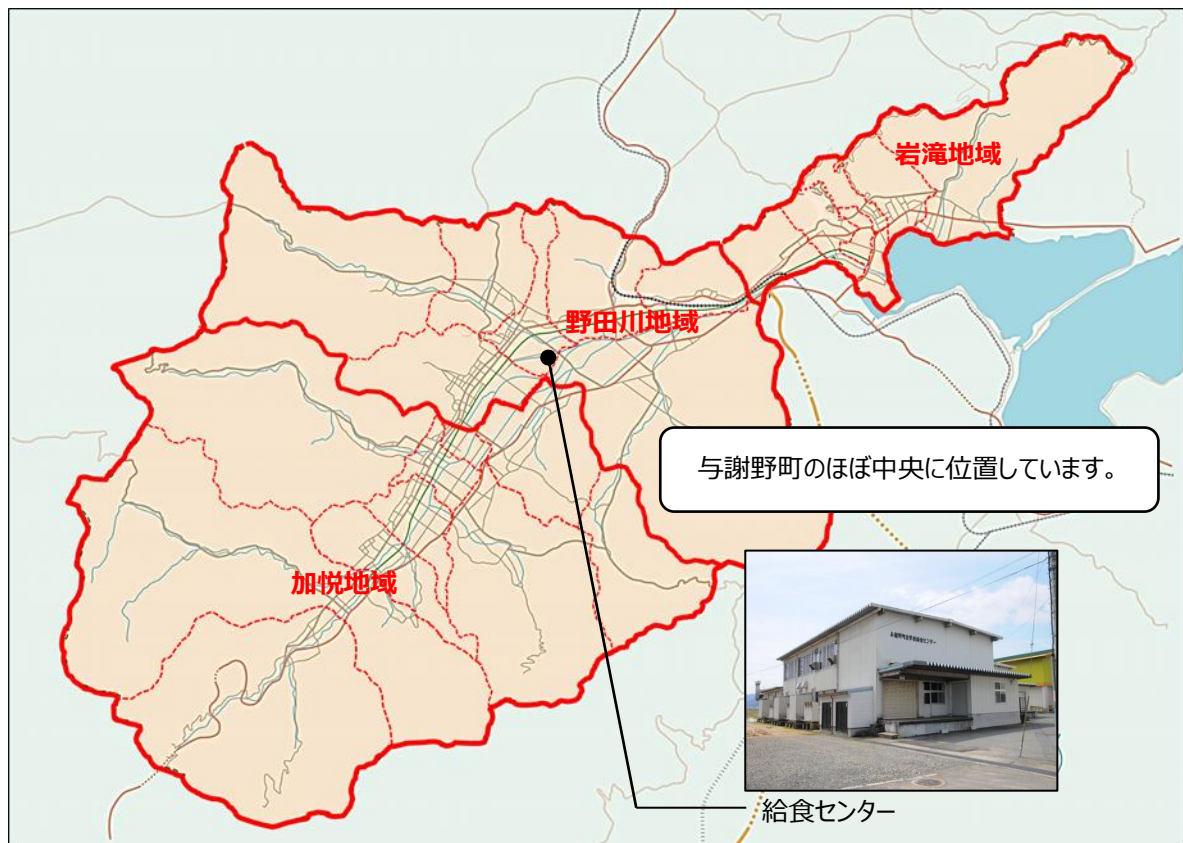 岩滝地域
野田川地域
与謝野町のほぼ中央に位置しています。
加悦地域
給食センター